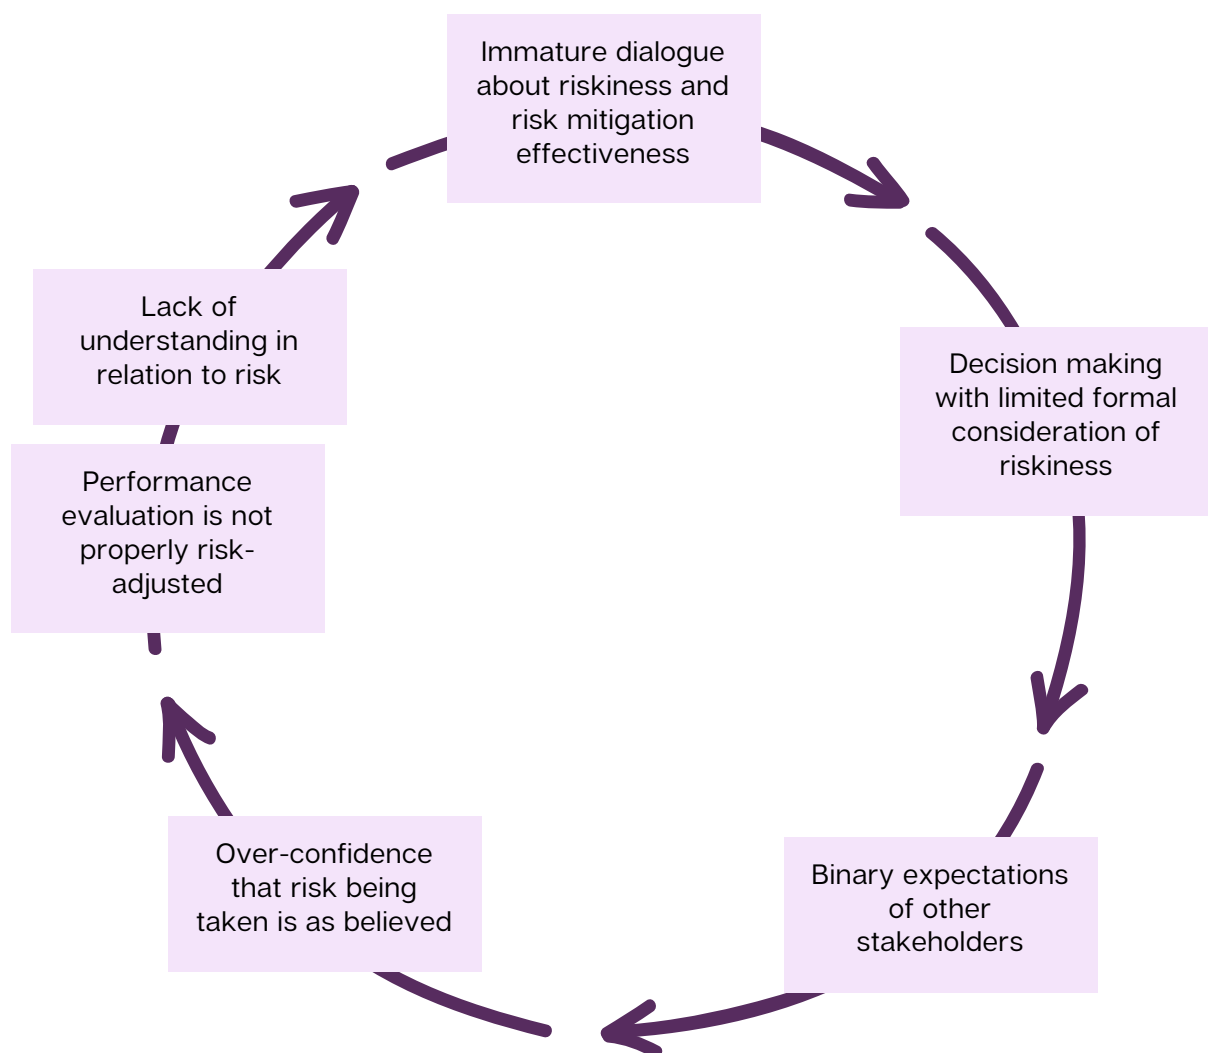 Immature dialogue
about riskiness and
risk mitigation
effectiveness
Decision making
with limited formal
consideration of
riskiness
Binary expectations
of other
stakeholders
Over-confidence
that risk being
taken is as believed
Performance
evaluation is not
properly risk-
adjusted
Lack of
understanding in
relation to risk